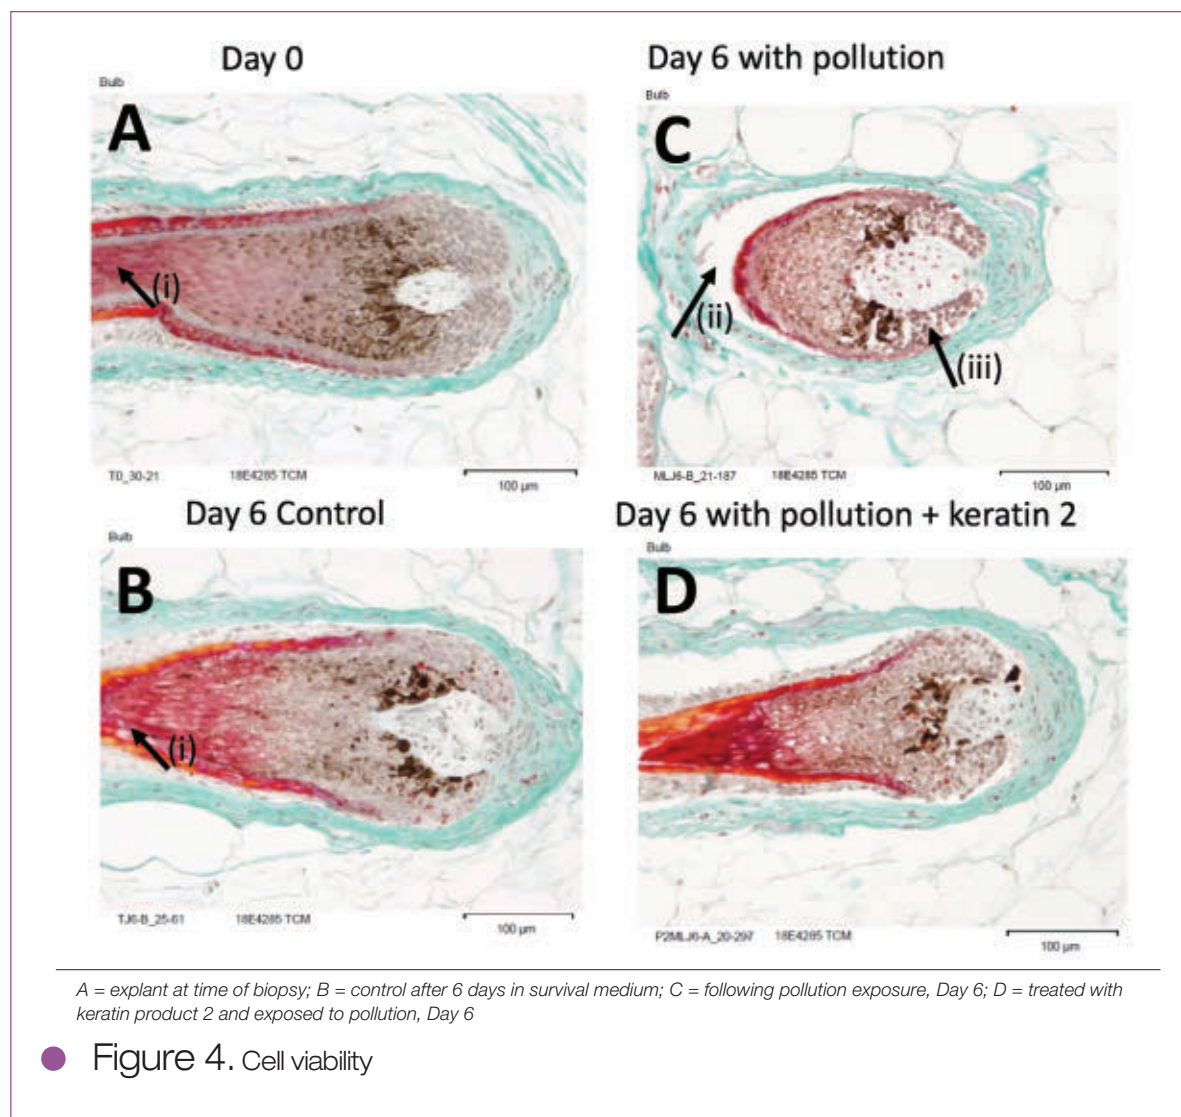 Day 0
Bulb
A
(i)
T0_30-21 18E4285 TCM
100 µm
Day 6 with pollution
Bulb
C
(ii)
(iii)
MLJ6-B_21-187 18E4285 TCM
100 µm
Day 6 Control
Bulb
B
(i)
TJ6-B_25-61 18E4285 TCM
100 µm
Day 6 with pollution + keratin 2
Bulb
D
P2MLJ6-A_20-297 18E4285 TCM
100 µm
A = explant at time of biopsy; B = control after 6 days in survival medium; C = following pollution exposure, Day 6; D = treated with
keratin product 2 and exposed to pollution, Day 6
Figure 4. Cell viability